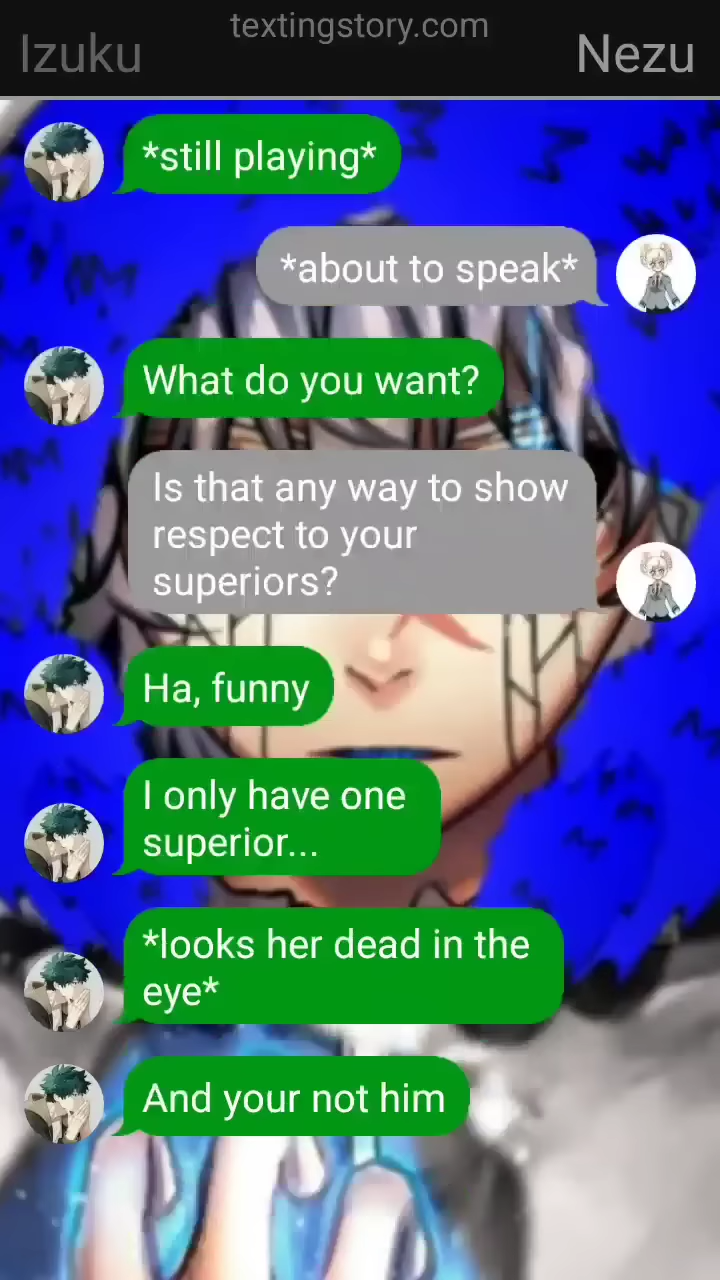 textingstory.com
Izuku
Nezu
*still playing*
*about to speak*
What do you want?
Is that any way to show
respect to your
superiors?
Ha, funny
I only have one
superior...
*looks her dead in the
eye*
And your not him